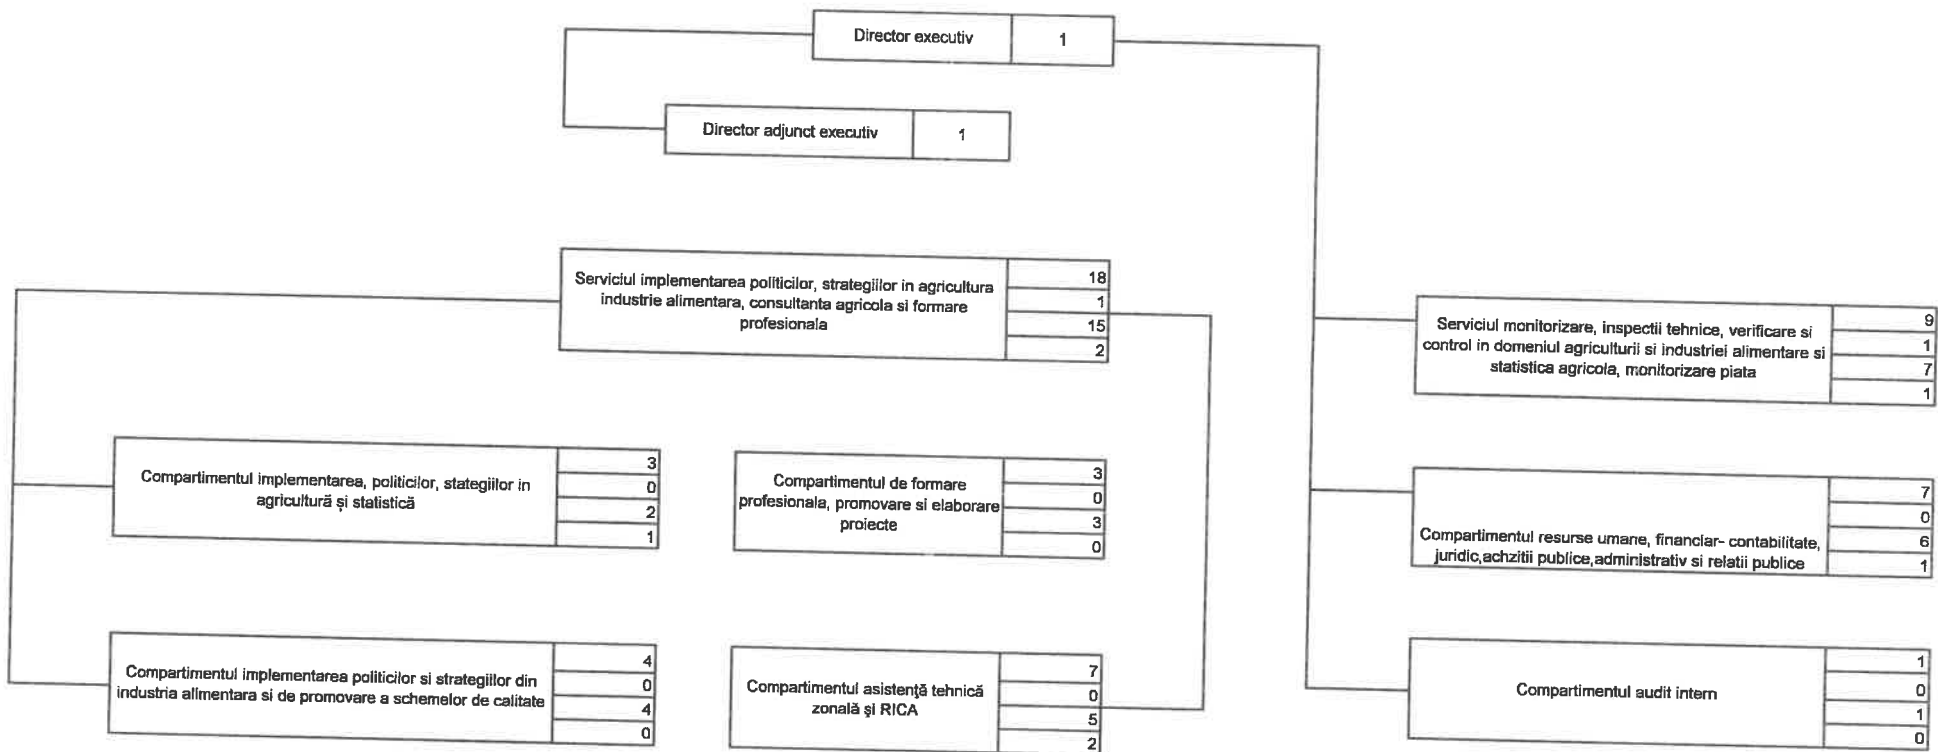 Director executiv
1
Director adjunct executiv
1
Serviciul implementarea politicilor, strategiilor in agricultura
industrie alimentara, consultanta agricola si formare
profesionala
18
1
15
2
Serviciul monitorizare, inspectii tehnice, verificare si
control in domeniul agriculturii si industriei alimentare si
statistica agricola, monitorizare piata
9
1
7
1
Compartimentul implementarea, politicilor, stategiilor in
agricultură și statistică
3
0
2
1
Compartimentul de formare
profesionala, promovare si elaborare
proiecte
3
0
3
0
Compartimentul resurse umane, financiar- contabilitate,
juridic,achzitii publice,administrativ si relatii publice
7
0
6
1
Compartimentul implementarea politicilor si strategiilor din
industria alimentara si de promovare a schemelor de calitate
4
0
4
0
Compartimentul asistenţă tehnică
zonală şi RICA
7
0
5
2
Compartimentul audit intern
1
0
1
0